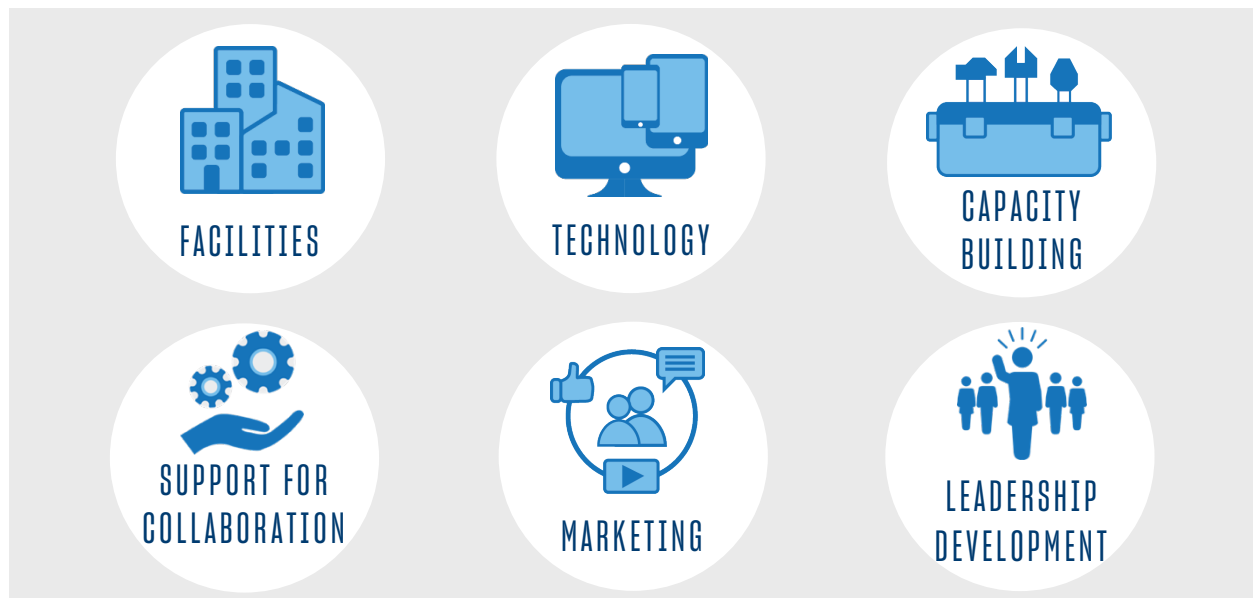 FACILITIES
TECHNOLOGY
CAPACITY
BUILDING
SUPPORT FOR
COLLABORATION
MARKETING
LEADERSHIP
DEVELOPMENT